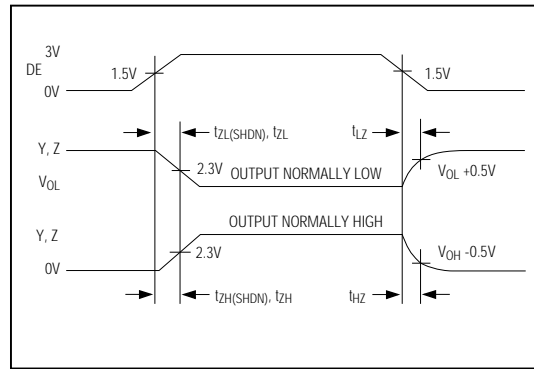 3V
DE
1.5V
1.5V
0V
tZL(SHDN), tZL
tLZ
Y, Z
2.3V
OUTPUT NORMALLY LOW
VOL +0.5V
VOL
OUTPUT NORMALLY HIGH
Y, Z
2.3V
VOH -0.5V
0V
tZH(SHDN), tZH
tHZ